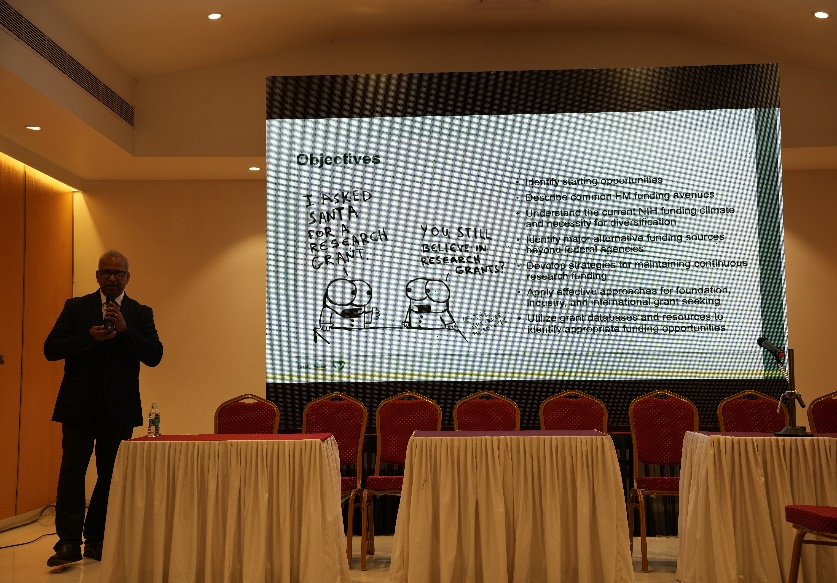 Objectives
I ASKED
SANTA
FOR A
RESEARCH
GRANT
YOU STILL
BELIEVE IN
RESEARCH
GRANTS?
• Identify starting opportunities
• Describe common HM funding avenues
• Understand the current NIH funding climate
and necessity for diversification
• Identify major alternative funding sources
beyond federal agencies
• Develop strategies for maintaining continuous
research funding
• Apply effective approaches for foundation,
industry, and international grant seeking
• Utilize grant databases and resources to
identify appropriate funding opportunities